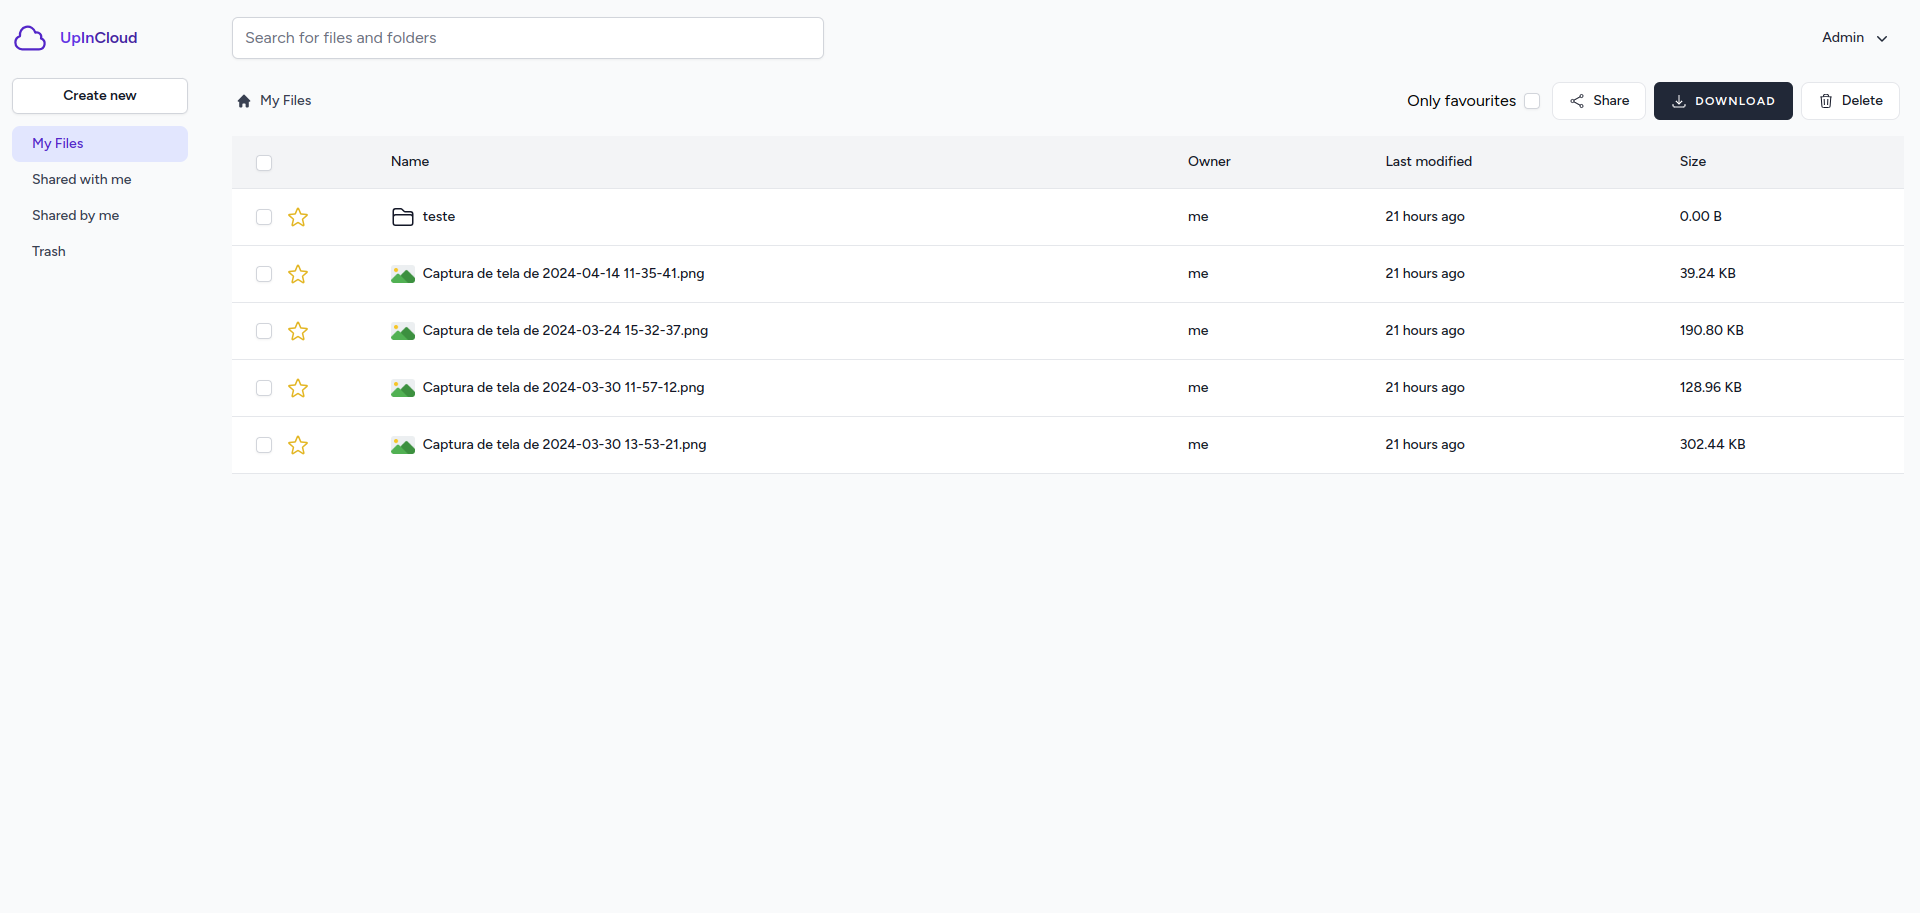 UpInCloud
Search for files and folders
Admin
Create new
My Files
Shared with me
Shared by me
Trash
My Files
Only favourites
Share
DOWNLOAD
Delete
Name Owner Last modified Size
teste me 21 hours ago 0.00 B
Captura de tela de 2024-04-14 11-35-41.png me 21 hours ago 39.24 KB
Captura de tela de 2024-03-24 15-32-37.png me 21 hours ago 190.80 KB
Captura de tela de 2024-03-30 11-57-12.png me 21 hours ago 128.96 KB
Captura de tela de 2024-03-30 13-53-21.png me 21 hours ago 302.44 KB